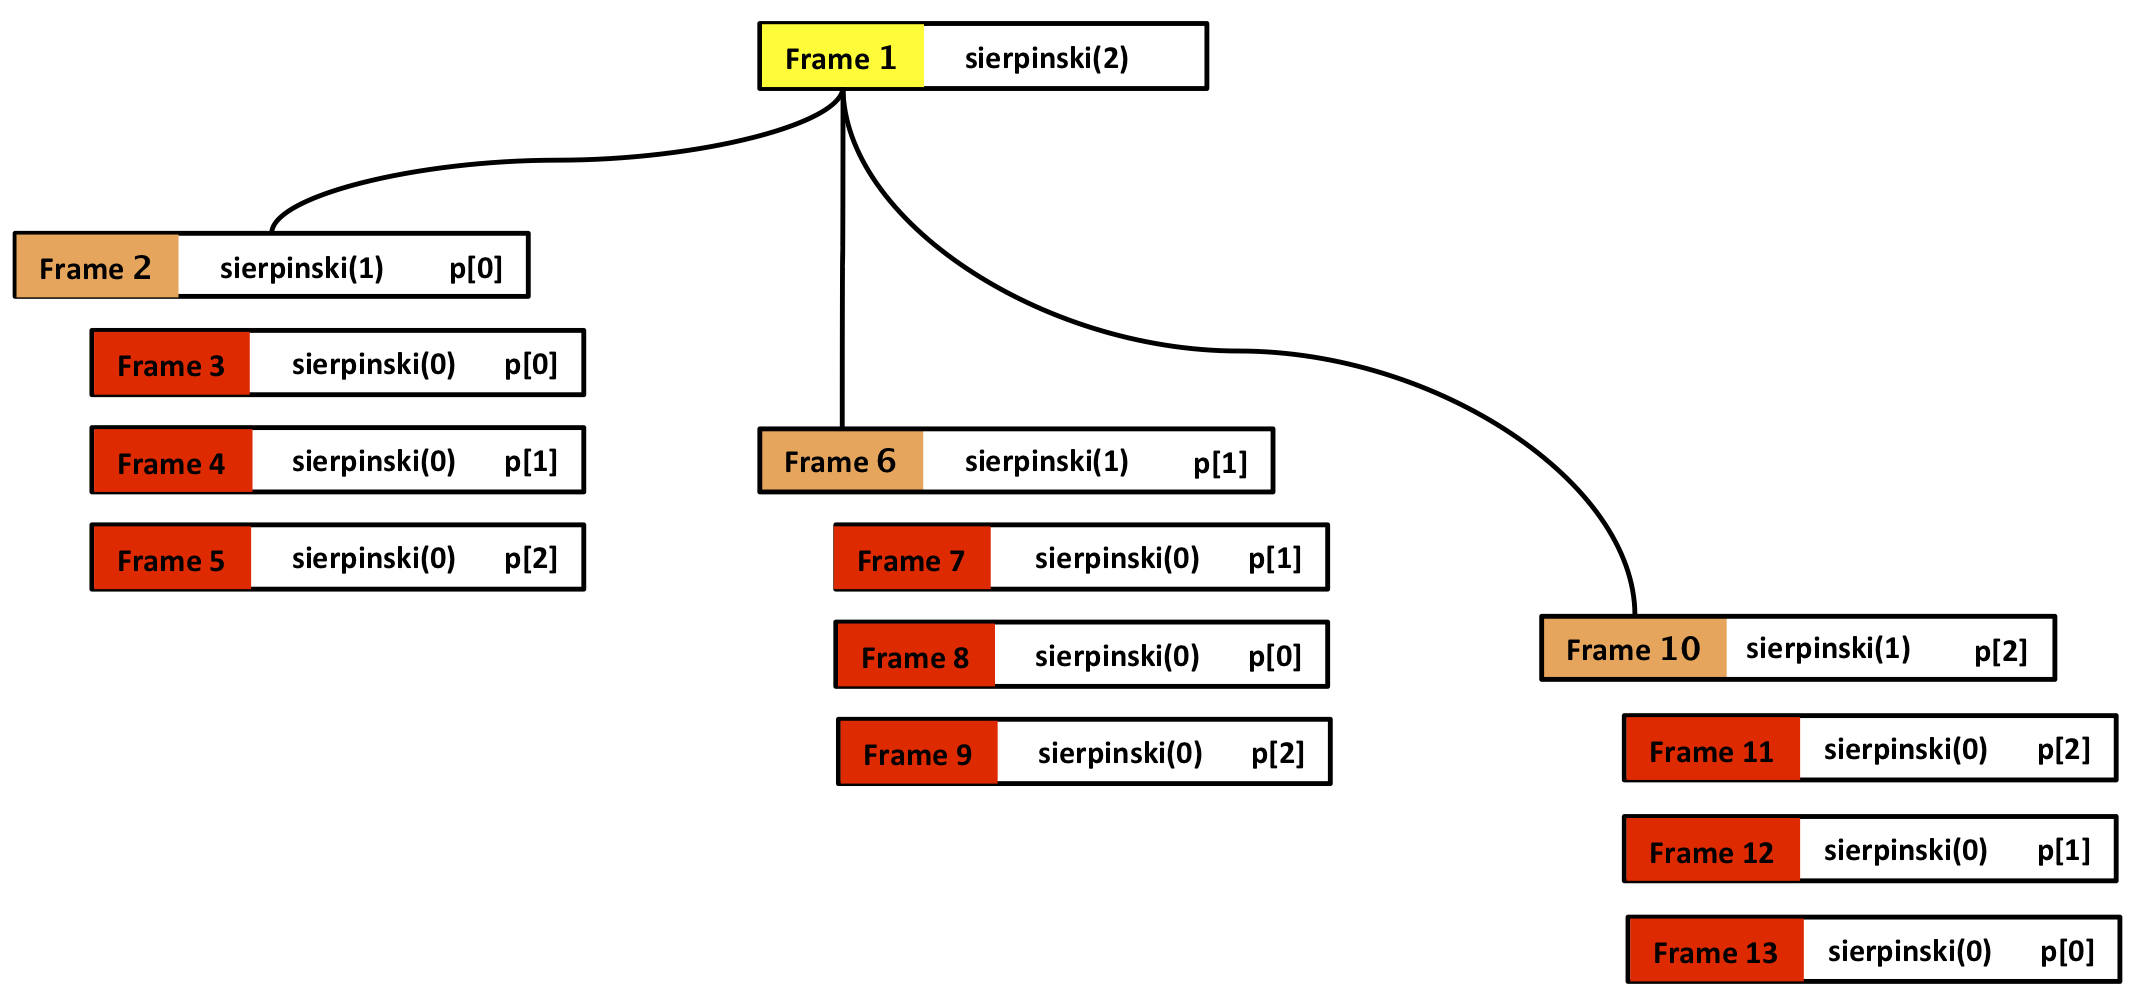 Frame 1 sierpinski(2)
Frame 2 sierpinski(1) p[0]
Frame 3 sierpinski(0) p[0]
Frame 4 sierpinski(0) p[1]
Frame 5 sierpinski(0) p[2]
Frame 6 sierpinski(1) p[1]
Frame 7 sierpinski(0) p[1]
Frame 8 sierpinski(0) p[0]
Frame 9 sierpinski(0) p[2]
Frame 10 sierpinski(1) p[2]
Frame 11 sierpinski(0) p[2]
Frame 12 sierpinski(0) p[1]
Frame 13 sierpinski(0) p[0]